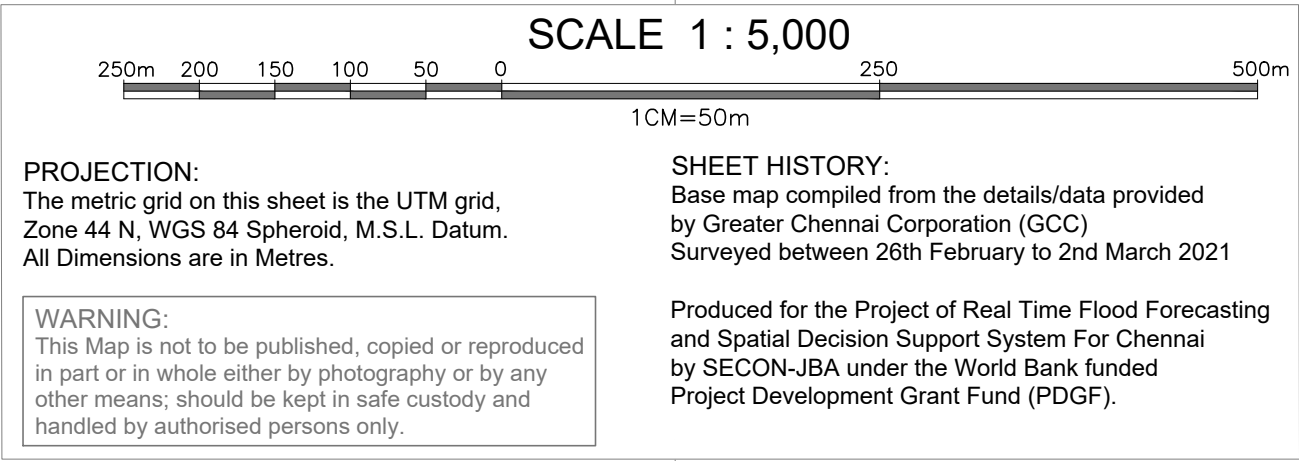 SCALE 1 : 5,000
250m 200 150 100 50 0 250 500m
1CM=50m
PROJECTION:
The metric grid on this sheet is the UTM grid,
Zone 44 N, WGS 84 Spheroid, M.S.L. Datum.
All Dimensions are in Metres.
WARNING:
This Map is not to be published, copied or reproduced
in part or in whole either by photography or by any
other means; should be kept in safe custody and
handled by authorised persons only.
SHEET HISTORY:
Base map compiled from the details/data provided
by Greater Chennai Corporation (GCC)
Surveyed between 26th February to 2nd March 2021
Produced for the Project of Real Time Flood Forecasting
and Spatial Decision Support System For Chennai
by SECON-JBA under the World Bank funded
Project Development Grant Fund (PDGF).